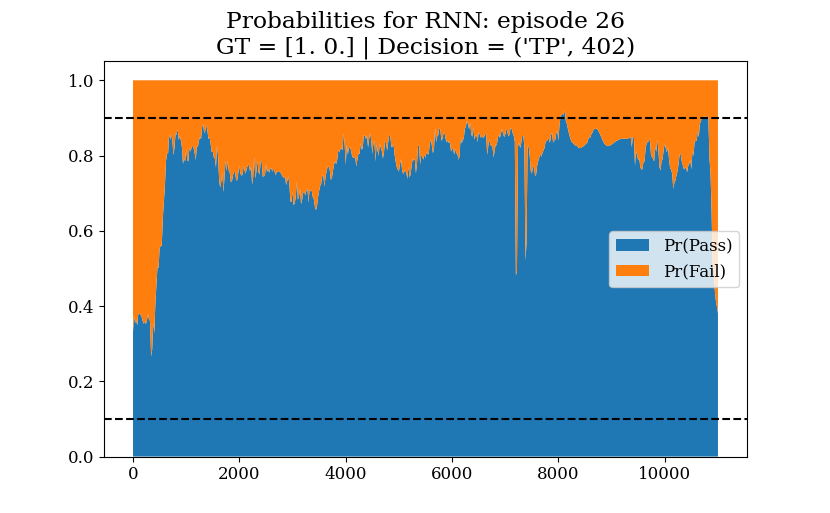 Probabilities for RNN: episode 26
GT = [1. 0.] | Decision = ('TP', 402)
1.0
0.8
0.6
0.4
0.2
0.0
Pr(Pass)
Pr(Fail)
0 2000 4000 6000 8000 10000